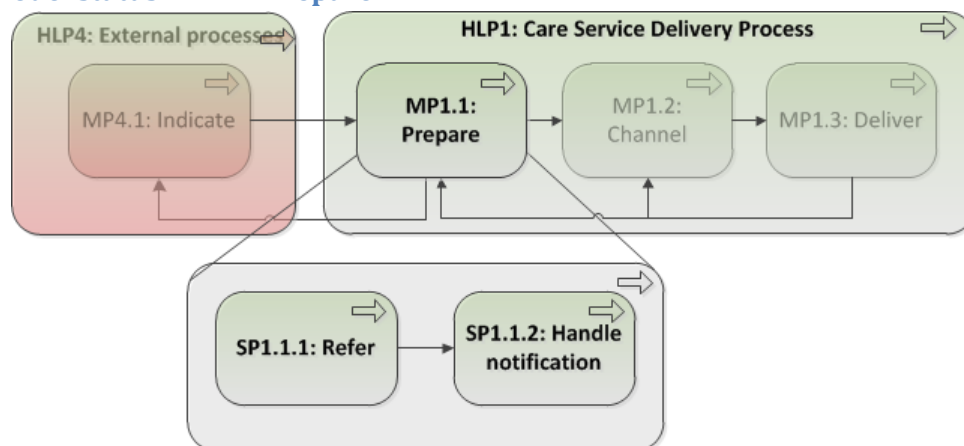 HLP4: External processes
HLP1: Care Service Delivery Process
MP4.1: Indicate
MP1.1:
Prepare
MP1.2:
Channel
MP1.3: Deliver
SP1.1.1: Refer
SP1.1.2: Handle
notification